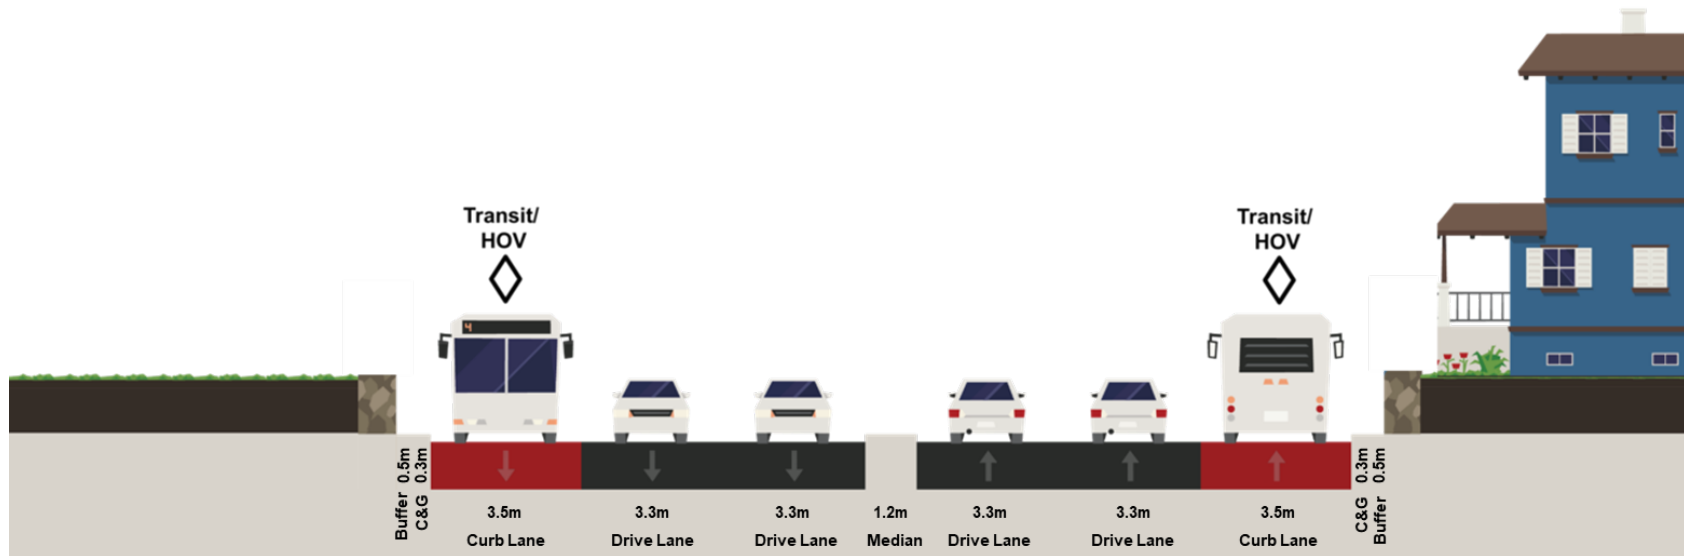 Transit/
HOV
Transit/
HOV
4
Buffer 0.5m
C&G 0.3m
3.5m
Curb Lane
3.3m
Drive Lane
3.3m
Drive Lane
1.2m
Median
3.3m
Drive Lane
3.3m
Drive Lane
3.5m
Curb Lane
C&G 0.3m
Buffer 0.5m